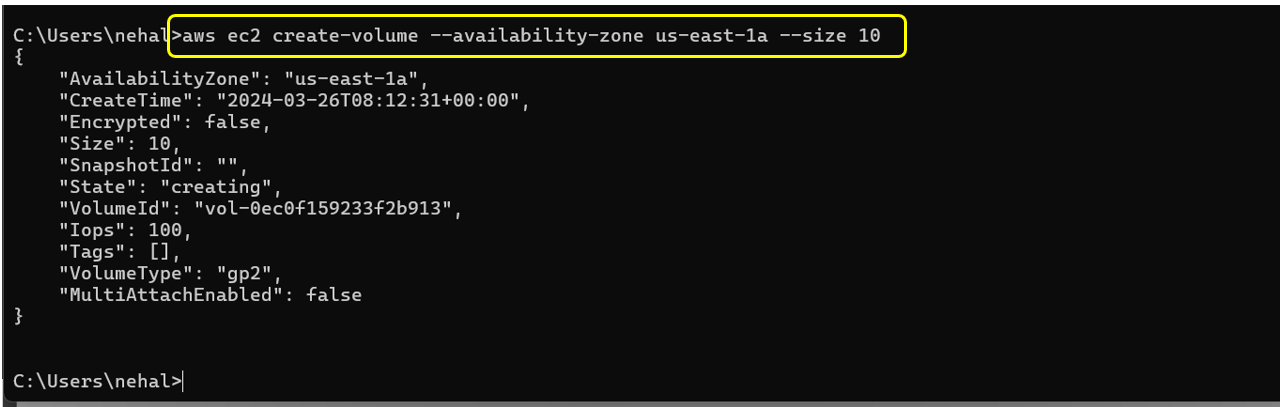 C:\Users\nehal>aws ec2 create-volume --availability-zone us-east-1a --size 10
{
    "AvailabilityZone": "us-east-1a",
    "CreateTime": "2024-03-26T08:12:31+00:00",
    "Encrypted": false,
    "Size": 10,
    "SnapshotId": "",
    "State": "creating",
    "VolumeId": "vol-0ec0f159233f2b913",
    "Iops": 100,
    "Tags": [],
    "VolumeType": "gp2",
    "MultiAttachEnabled": false
}
C:\Users\nehal>